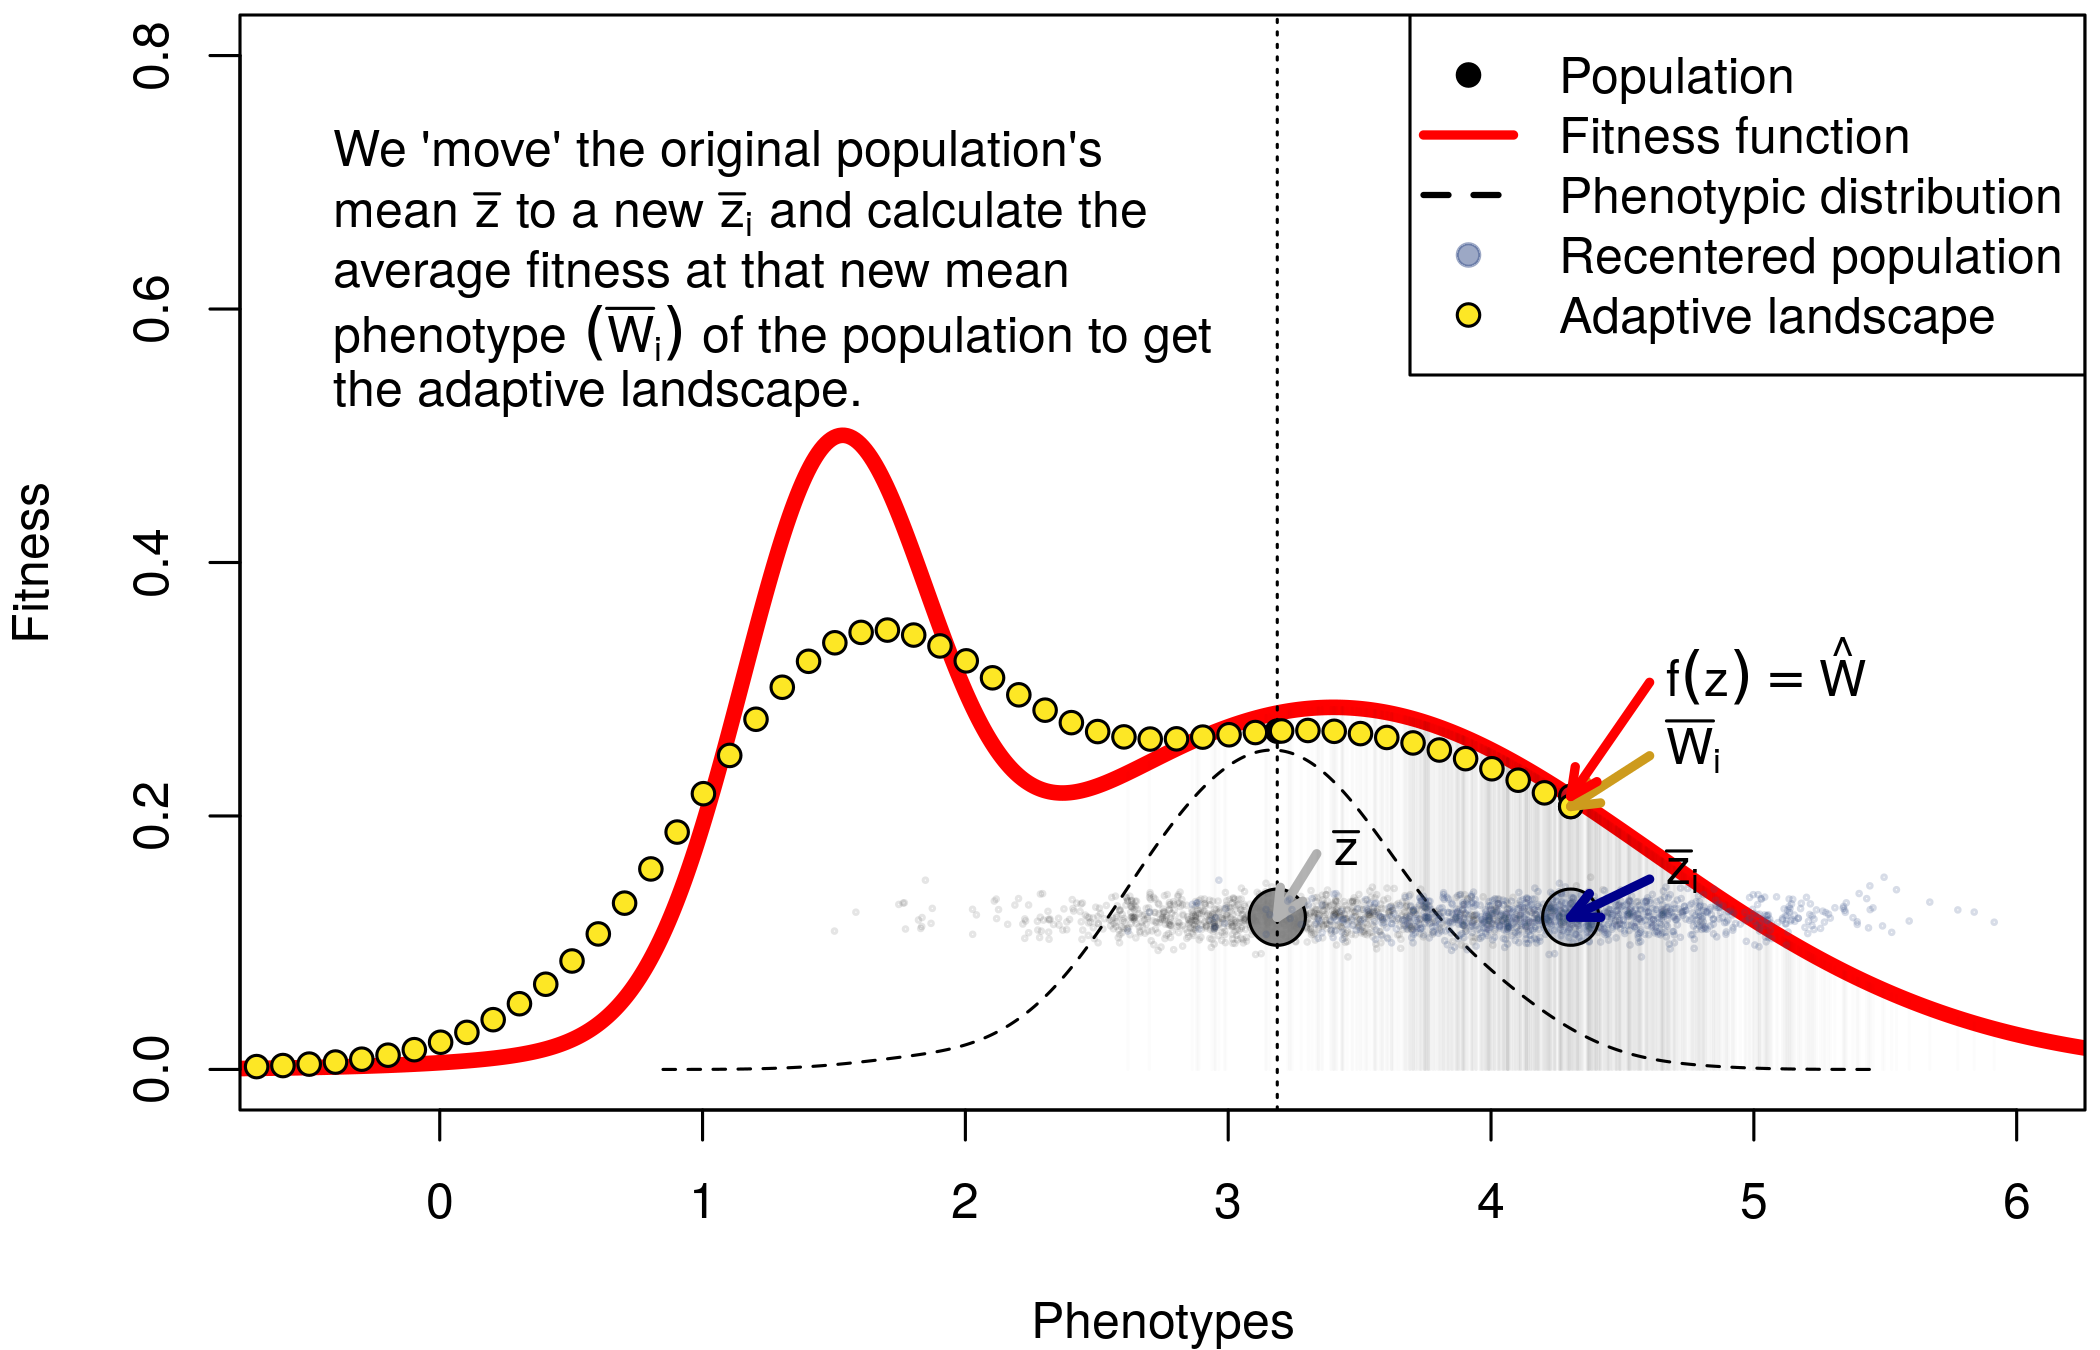 We 'move' the original population's
mean z̅ to a new z̅ᵢ and calculate the
average fitness at that new mean
phenotype (W̅ᵢ) of the population to get
the adaptive landscape.
Population
Fitness function
Phenotypic distribution
Recentered population
Adaptive landscape
f(z) = Ŵ
W̅ᵢ
z̅
z̅ᵢ
Fitness
0.8
0.6
0.4
0.2
0.0
0 1 2 3 4 5 6
Phenotypes